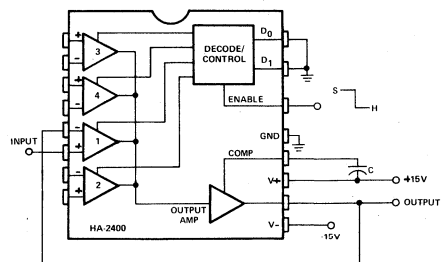 + 3 -
DECODE/
CONTROL
D0
D1
+ 4 -
ENABLE
S
H
INPUT
- 1 +
GND
COMP
C
- 2 +
V+
+15V
OUTPUT
AMP
OUTPUT
V-
-15V
HA-2400